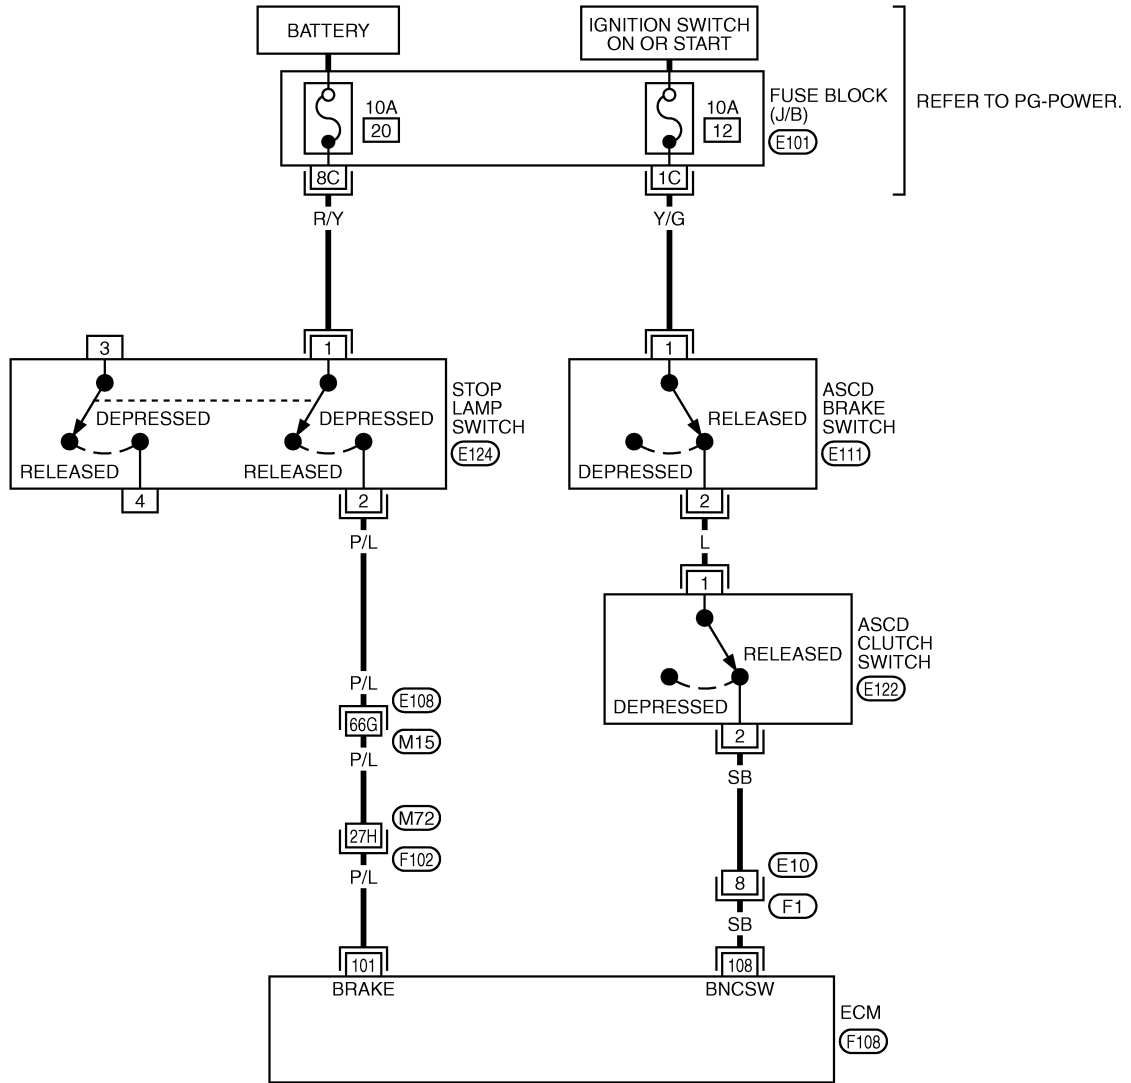 BATTERY
IGNITION SWITCH
ON OR START
10A
20
10A
12
FUSE BLOCK
(J/B)
E101
REFER TO PG-POWER.
8C
1C
R/Y
Y/G
3
1
1
DEPRESSED
DEPRESSED
RELEASED
RELEASED
STOP
LAMP
SWITCH
E124
RELEASED
DEPRESSED
ASCD
BRAKE
SWITCH
E111
4
2
2
P/L
L
1
RELEASED
DEPRESSED
ASCD
CLUTCH
SWITCH
E122
P/L
E108
66G
M15
P/L
2
SB
M72
27H
F102
P/L
E10
8
F1
SB
101
108
BRAKE
BNCSW
ECM
F108